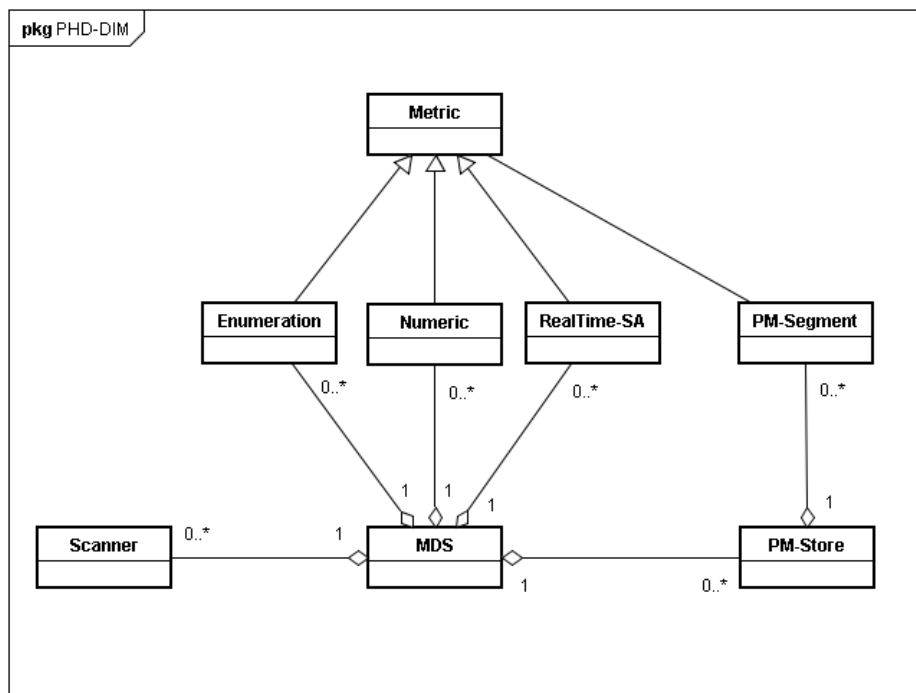 pkg PHD-DIM
Metric
Enumeration
Numeric
RealTime-SA
PM-Segment
0..*
0..*
0..*
0..*
1
1
1
1
0..*
1
Scanner
MDS
PM-Store
1
0..*